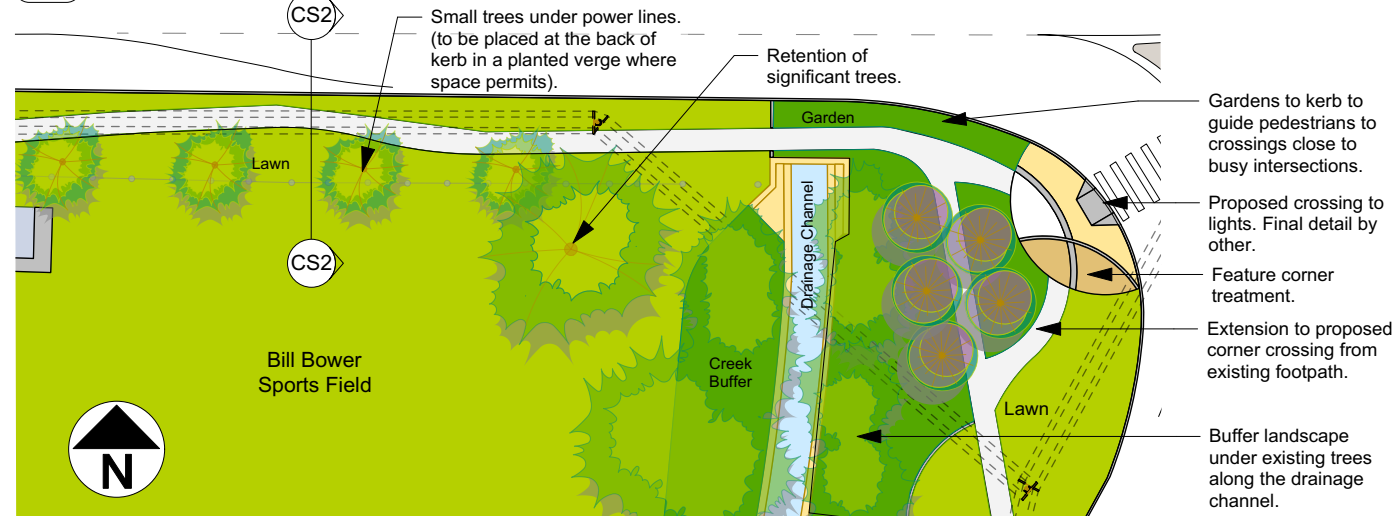 CS2
Small trees under power lines.
(to be placed at the back of
kerb in a planted verge where
space permits).
Retention of
significant trees.
Gardens to kerb to
guide pedestrians to
crossings close to
busy intersections.
Garden
Lawn
Proposed crossing to
lights. Final detail by
other.
Drainage Channel
CS2
Feature corner
treatment.
Extension to proposed
corner crossing from
existing footpath.
Bill Bower
Sports Field
Creek
Buffer
Lawn
Buffer landscape
under existing trees
along the drainage
channel.
N